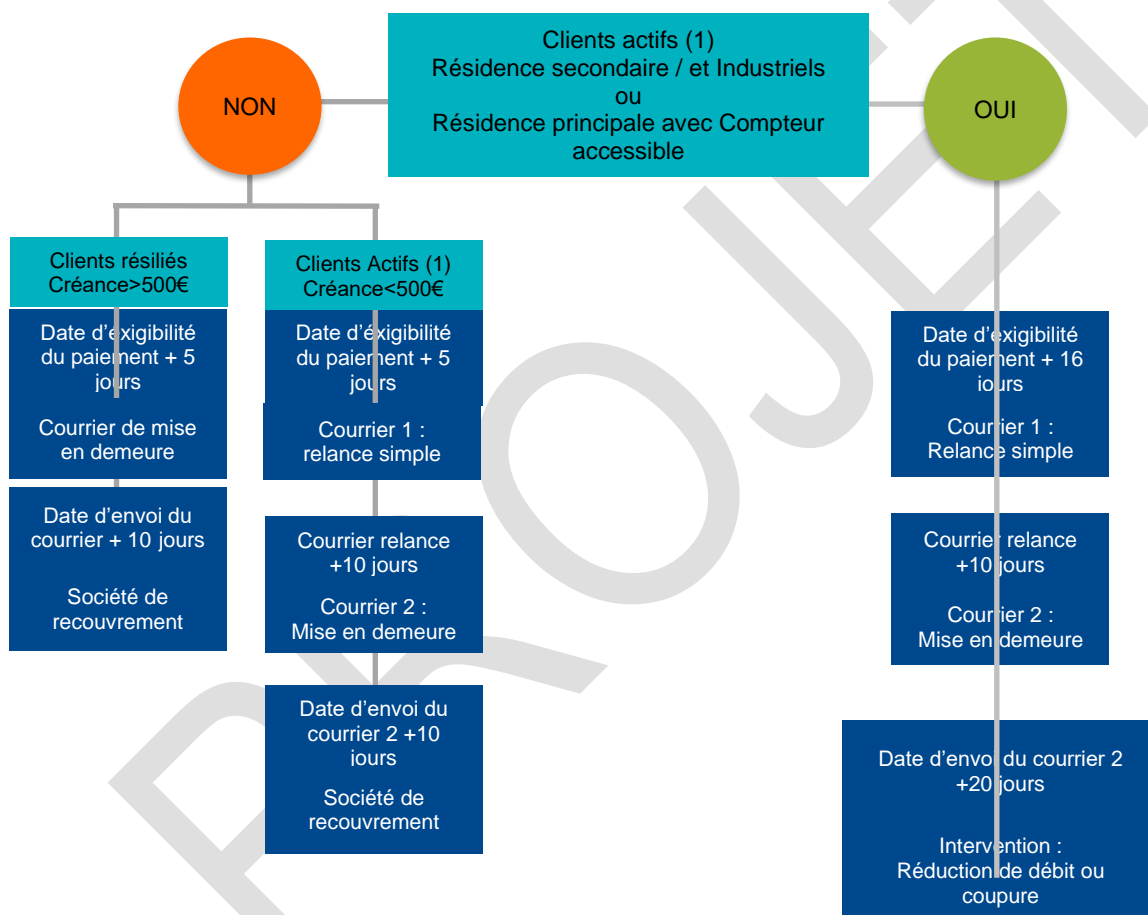 Clients actifs (1)
Résidence secondaire / et Industriels
ou
Résidence principale avec Compteur
accessible
NON
OUI
Clients résiliés
Créance>500€
Date d'exigibilité
du paiement + 5
jours
Courrier de mise
en demeure
Date d'envoi du
courrier + 10 jours
Société de
recouvrement
Clients Actifs (1)
Créance<500€
Date d'éxigibilité
du paiement + 5
jours
Courrier 1 :
relance simple
Courrier relance
+10 jours
Courrier 2 :
Mise en demeure
Date d'envoi du
courrier 2 +10
jours
Société de
recouvrement
Date d'exigibilité
du paiement + 16
jours
Courrier 1 :
Relance simple
Courrier relance
+10 jours
Courrier 2 :
Mise en demeure
Date d'envoi du courrier 2
+20 jours
Intervention :
Réduction de débit ou
coupure
PROJET